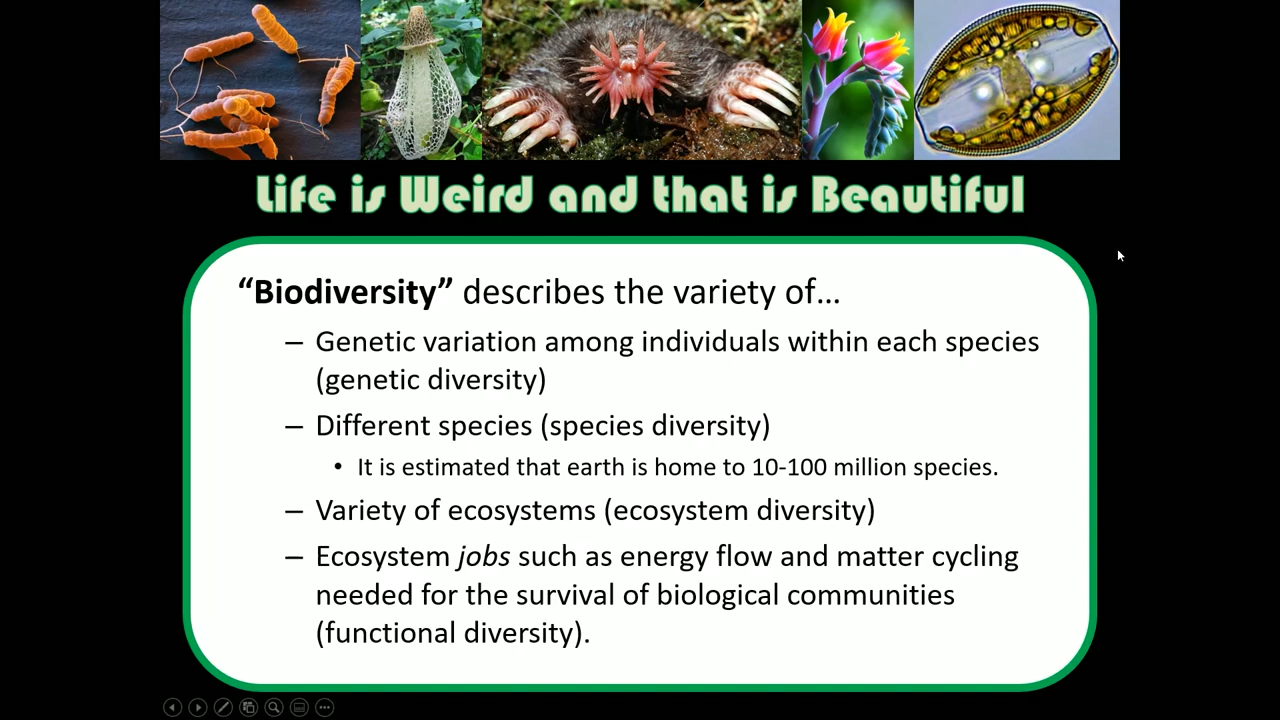 Life is Weird and that is Beautiful
“Biodiversity” describes the variety of…
– Genetic variation among individuals within each species
(genetic diversity)
– Different species (species diversity)
• It is estimated that earth is home to 10-100 million species.
– Variety of ecosystems (ecosystem diversity)
– Ecosystem jobs such as energy flow and matter cycling
needed for the survival of biological communities
(functional diversity).